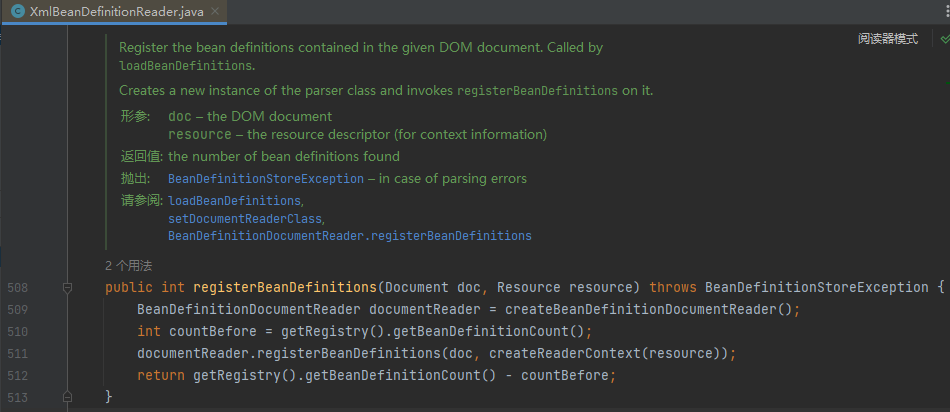 XmlBeanDefinitionReader.java
阅读器模式
Register the bean definitions contained in the given DOM document. Called by
loadBeanDefinitions.
Creates a new instance of the parser class and invokes registerBeanDefinitions on it.
形参: doc – the DOM document
resource – the resource descriptor (for context information)
返回值: the number of bean definitions found
抛出: BeanDefinitionStoreException – in case of parsing errors
请参阅: loadBeanDefinitions,
setDocumentReaderClass,
BeanDefinitionDocumentReader.registerBeanDefinitions
2 个用法
508 public int registerBeanDefinitions(Document doc, Resource resource) throws BeanDefinitionStoreException {
509 BeanDefinitionDocumentReader documentReader = createBeanDefinitionDocumentReader();
510 int countBefore = getRegistry().getBeanDefinitionCount();
511 documentReader.registerBeanDefinitions(doc, createReaderContext(resource));
512 return getRegistry().getBeanDefinitionCount() - countBefore;
513 }